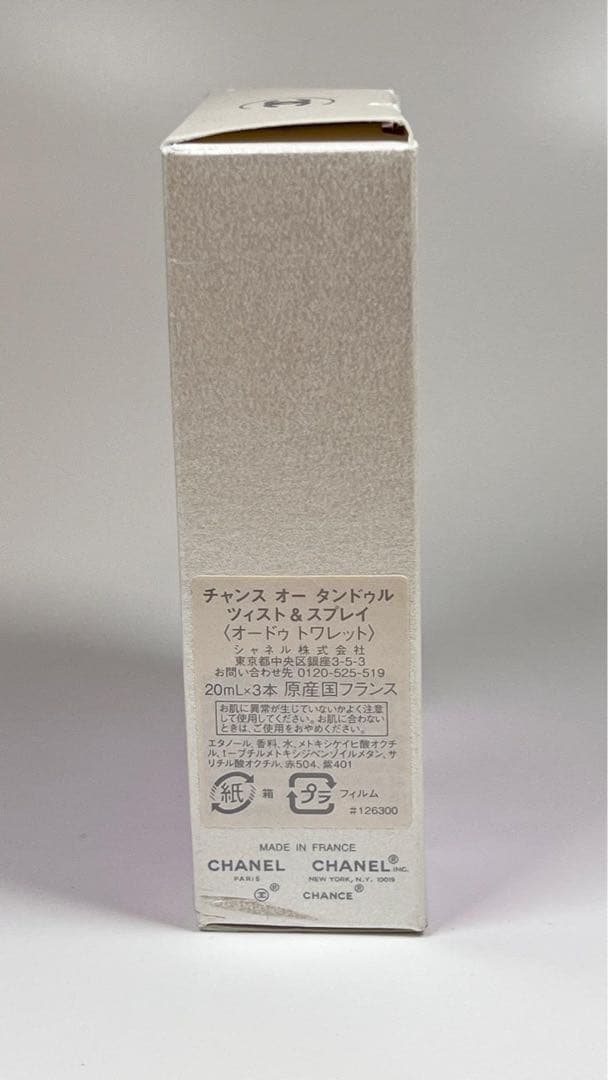 チャンス オー タンドゥル
ツィスト＆スプレイ
〈オードゥ トワレット〉
シャネル株式会社
東京都中央区銀座3-5-3
お問い合わせ先 0120-525-519
20mL×3本 原産国フランス
お肌に異常が生じていないかよく注意
して使用してください。お肌に合わない
ときは、ご使用をおやめください。
エタノール、香料、水、メトキシケイヒ酸オクチ
ル、t-ブチルメトキシジベンゾイルメタン、サ
リチル酸オクチル、赤504、紫401
紙 箱 プラ フィルム
#126300
MADE IN FRANCE
CHANEL CHANEL® INC.
PARIS NEW YORK, N.Y. 10019
® CHANCE®